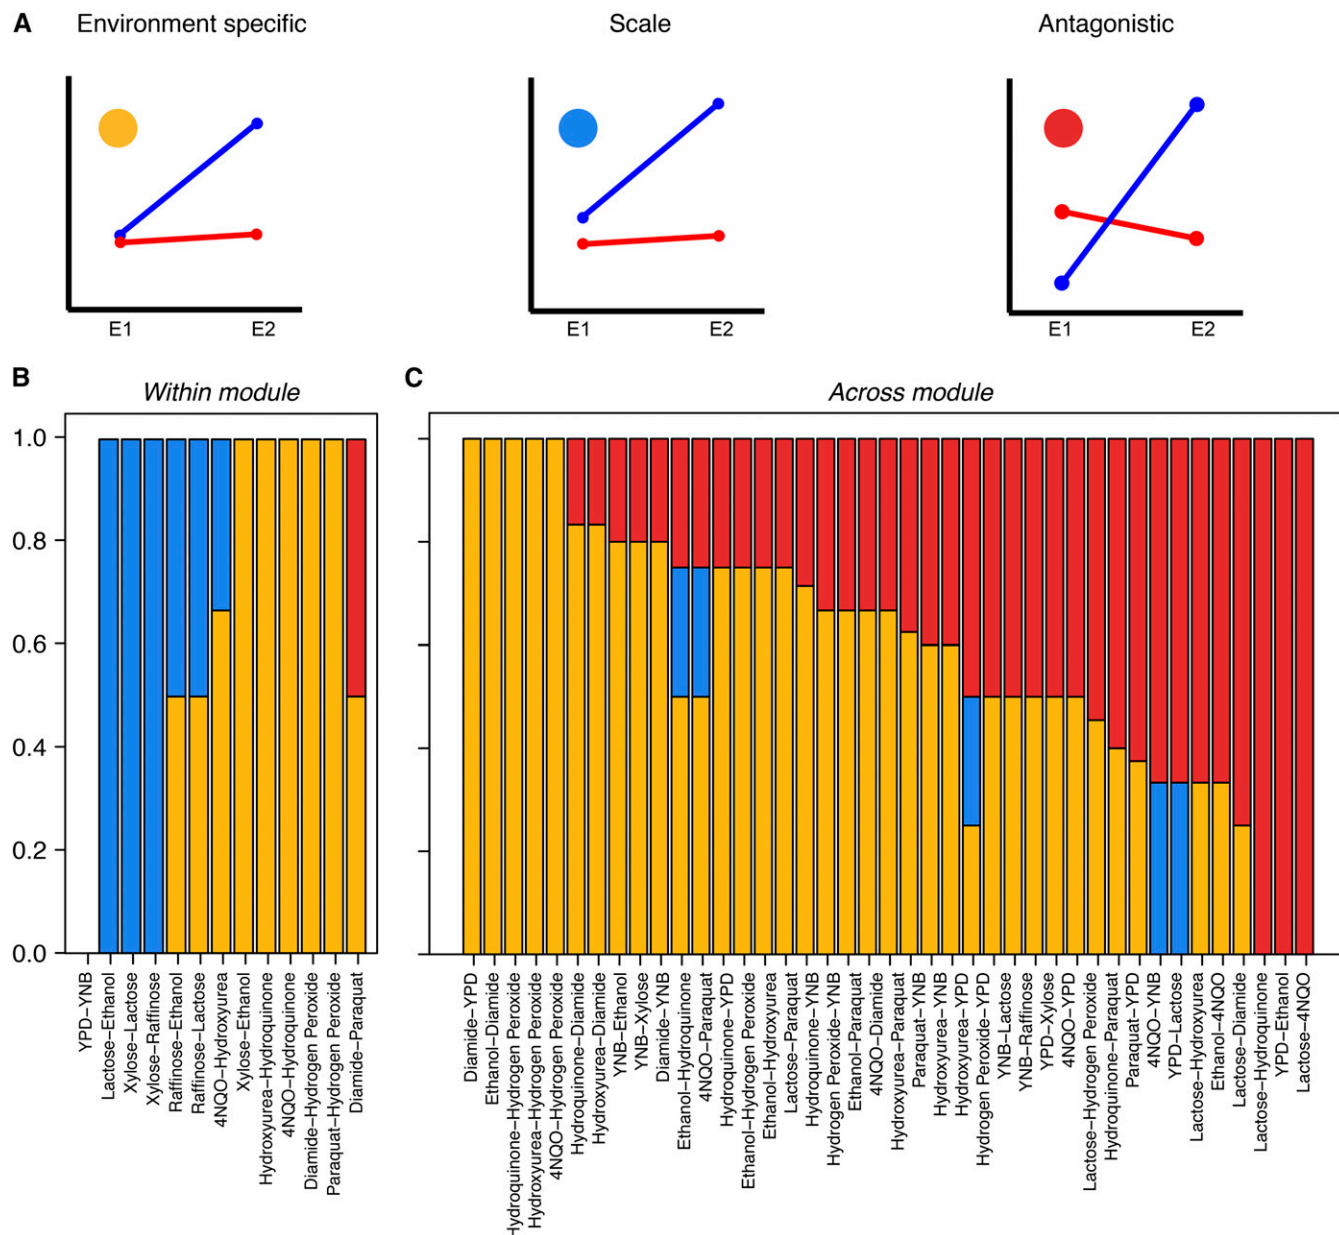 A
Environment specific
Scale
Antagonistic
E1
E2
E1
E2
E1
E2
B
Within module
1.0
0.8
0.6
0.4
0.2
0.0
YPD–YNB
Lactose–Ethanol
Xylose–Lactose
Xylose–Raffinose
Raffinose–Ethanol
Raffinose–Lactose
4NQO–Hydroxyurea
Xylose–Ethanol
Hydroxyurea–Hydroquinone
4NQO–Hydroquinone
Diamide–Hydrogen Peroxide
Paraquat–Hydrogen Peroxide
Diamide–Paraquat
C
Across module
Diamide–YPD
Ethanol–Diamide
Hydroquinone–Hydrogen Peroxide
Hydroxyurea–Hydrogen Peroxide
4NQO–Hydrogen Peroxide
Hydroquinone–Diamide
Hydroxyurea–Diamide
YNB–Ethanol
YNB–Xylose
Diamide–YNB
Ethanol–Hydroquinone
4NQO–Paraquat
Hydroquinone–YPD
Ethanol–Hydrogen Peroxide
Ethanol–Hydroxyurea
Lactose–Paraquat
Hydroquinone–YNB
Hydrogen Peroxide–YNB
Ethanol–Paraquat
4NQO–Diamide
Hydroxyurea–Paraquat
Paraquat–YNB
Hydroxyurea–YNB
Hydroxyurea–YPD
Hydrogen Peroxide–YPD
YNB–Lactose
YNB–Raffinose
YPD–Xylose
4NQO–YPD
Lactose–Hydrogen Peroxide
Hydroquinone–Paraquat
Paraquat–YPD
4NQO–YNB
YPD–Lactose
Lactose–Hydroxyurea
Ethanol–4NQO
Lactose–Diamide
Lactose–Hydroquinone
YPD–Ethanol
Lactose–4NQO